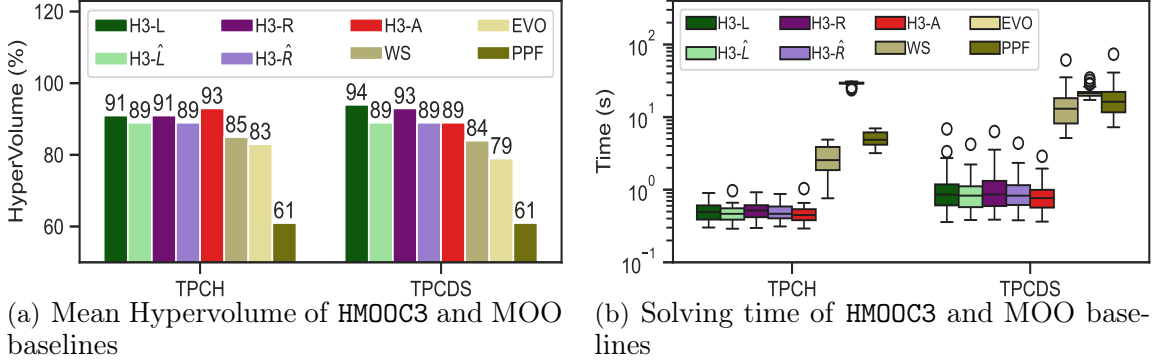 HyperVolume (%)
120
100
80
60
H3-L
H3-R
H3-A
EVO
H3-L̂
H3-R̂
WS
PPF
91 89 91 89 93 85 83 61
94 89 93 89 89 84 79 61
TPCH TPCDS
(a) Mean Hypervolume of HMOOC3 and MOO
baselines
Time (s)
10²
10¹
10⁰
10⁻¹
H3-L
H3-R
H3-A
EVO
H3-L̂
H3-R̂
WS
PPF
TPCH TPCDS
(b) Solving time of HMOOC3 and MOO base-
lines